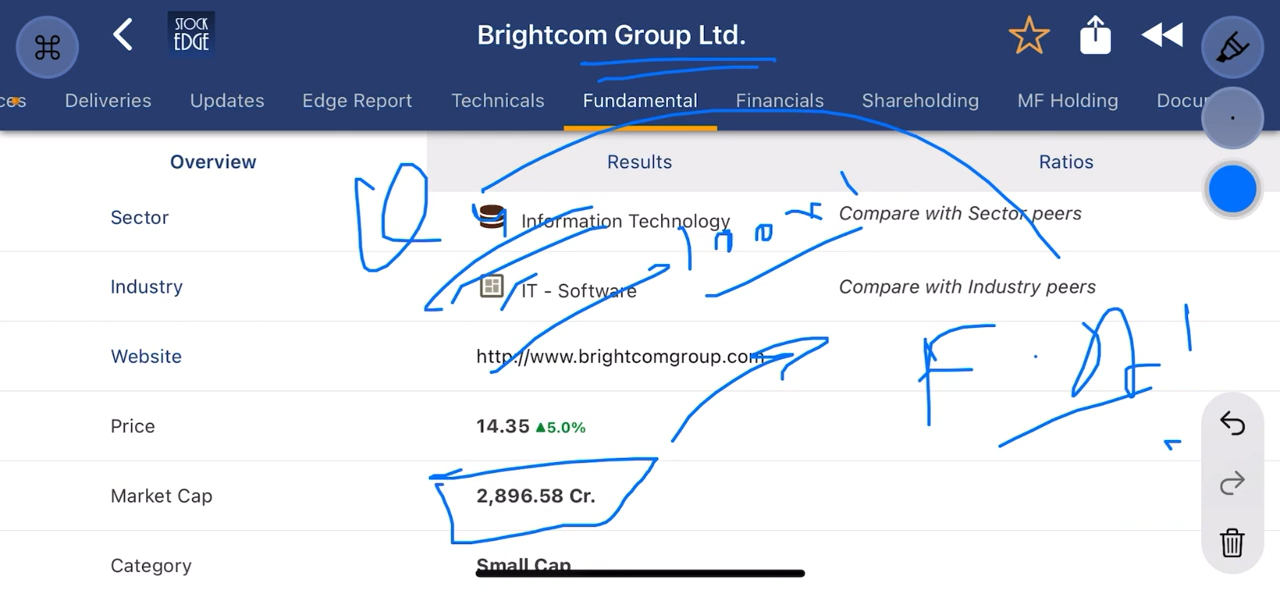 STOCK EDGE
Brightcom Group Ltd.
Deliveries Updates Edge Report Technicals Fundamental Financials Shareholding MF Holding Docu
Overview Results Ratios
Sector Information Technology Compare with Sector peers
Industry IT - Software Compare with Industry peers
Website http://www.brightcomgroup.com
Price 14.35 ▲5.0%
Market Cap 2,896.58 Cr.
Category Small Cap